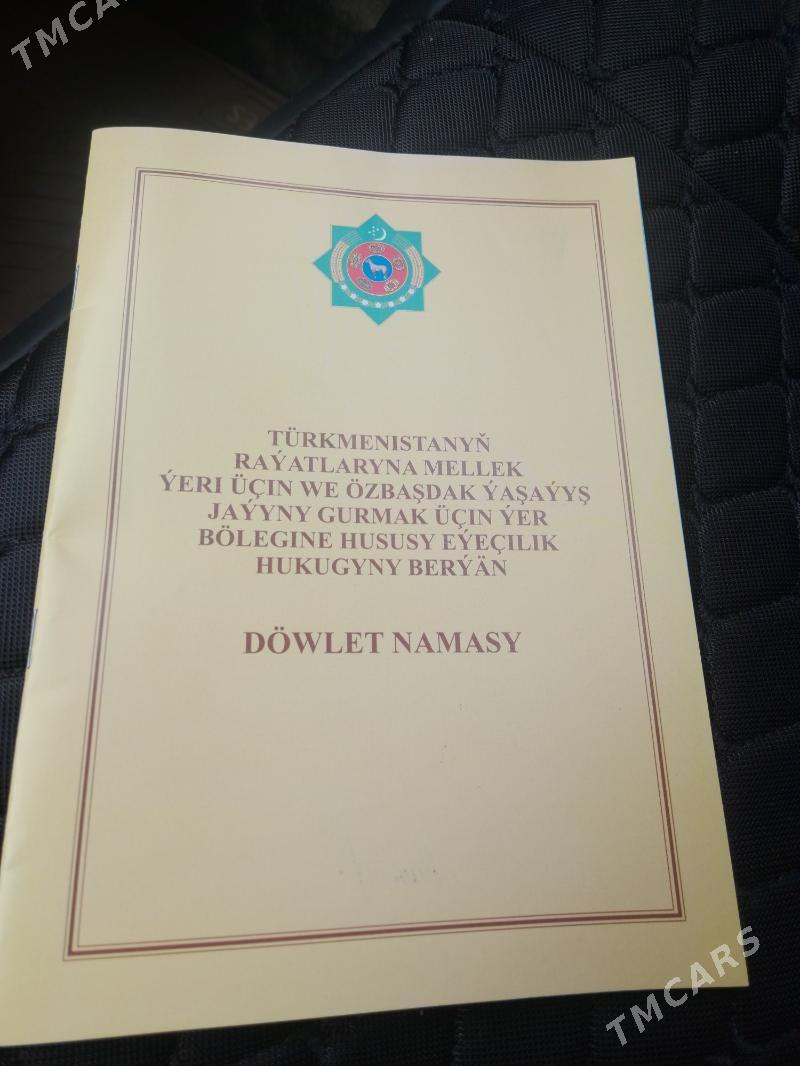 TMCARS
TÜRKMENISTANYŇ
RAÝATLARYNA MELLEK
ÝERI ÜÇIN WE ÖZBAŞDAK ÝAŞAÝYŞ
JAÝYNY GURMAK ÜÇIN ÝER
BÖLEGINE HUSUSY EÝEÇILIK
HUKUGYNY BERÝÄN
DÖWLET NAMASY
TMCARS